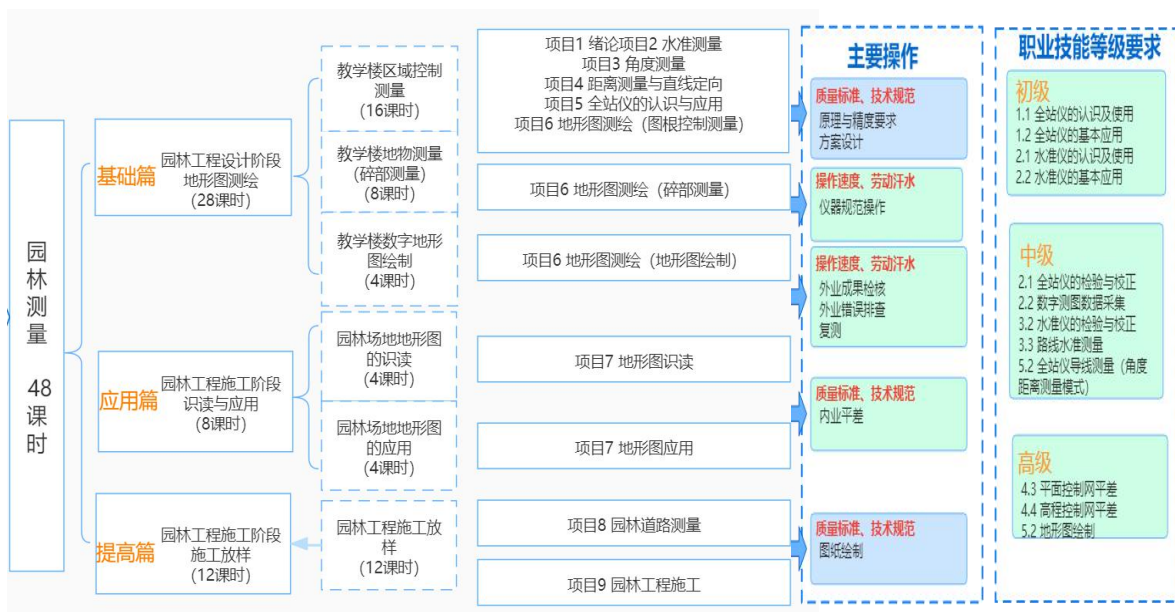 园
林
测
量
48
课
时
基础篇
园林工程设计阶段
地形图测绘
(28课时)
应用篇
园林工程施工阶段
识读与应用
(8课时)
提高篇
园林工程施工阶段
施工放样
(12课时)
教学楼区域控制
测量
(16课时)
教学楼地物测量
(碎部测量)
(8课时)
教学楼数字地形
图绘制
(4课时)
园林场地地形图
的识读
(4课时)
园林场地地形图
的应用
(4课时)
园林工程施工放
样
(12课时)
项目1 绪论项目2 水准测量
项目3 角度测量
项目4 距离测量与直线定向
项目5 全站仪的认识与应用
项目6 地形图测绘（图根控制测量）
项目6 地形图测绘（碎部测量）
项目6 地形图测绘（地形图绘制）
项目7 地形图识读
项目7 地形图应用
项目8 园林道路测量
项目9 园林工程施工
主要操作
质量标准、技术规范
原理与精度要求
方案设计
操作速度、劳动汗水
仪器规范操作
操作速度、劳动汗水
外业成果检核
外业错误排查
复测
质量标准、技术规范
内业平差
质量标准、技术规范
图纸绘制
职业技能等级要求
初级
1.1 全站仪的认识及使用
1.2 全站仪的基本应用
2.1 水准仪的认识及使用
2.2 水准仪的基本应用
中级
2.1 全站仪的检验与校正
2.2 数字测图数据采集
3.2 水准仪的检验与校正
3.3 路线水准测量
5.2 全站仪导线测量（角度
距离测量模式）
高级
4.3 平面控制网平差
4.4 高程控制网平差
5.2 地形图绘制